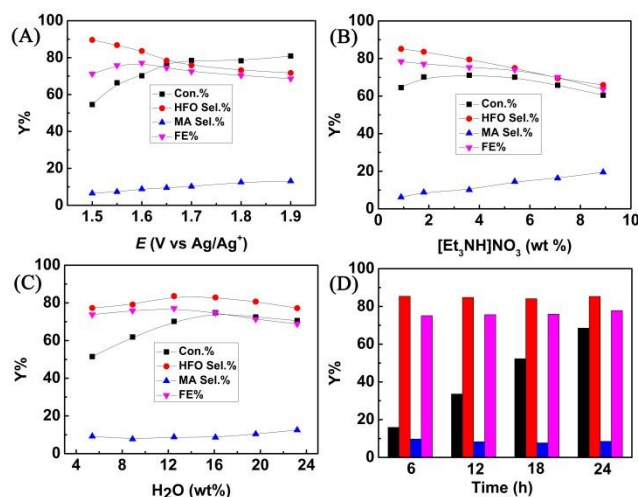 (A)
100
80
60
40
20
0
Y%
Con.%
HFO Sel.%
MA Sel.%
FE%
1.5 1.6 1.7 1.8 1.9
E (V vs Ag/Ag⁺)
(B)
100
80
60
40
20
0
Y%
Con.%
HFO Sel.%
MA Sel.%
FE%
0 2 4 6 8 10
[Et₃NH]NO₃ (wt %)
(C)
100
80
60
40
20
0
Y%
Con.%
HFO Sel.%
MA Sel.%
FE%
4 8 12 16 20 24
H₂O (wt%)
(D)
100
80
60
40
20
0
Y%
6 12 18 24
Time (h)